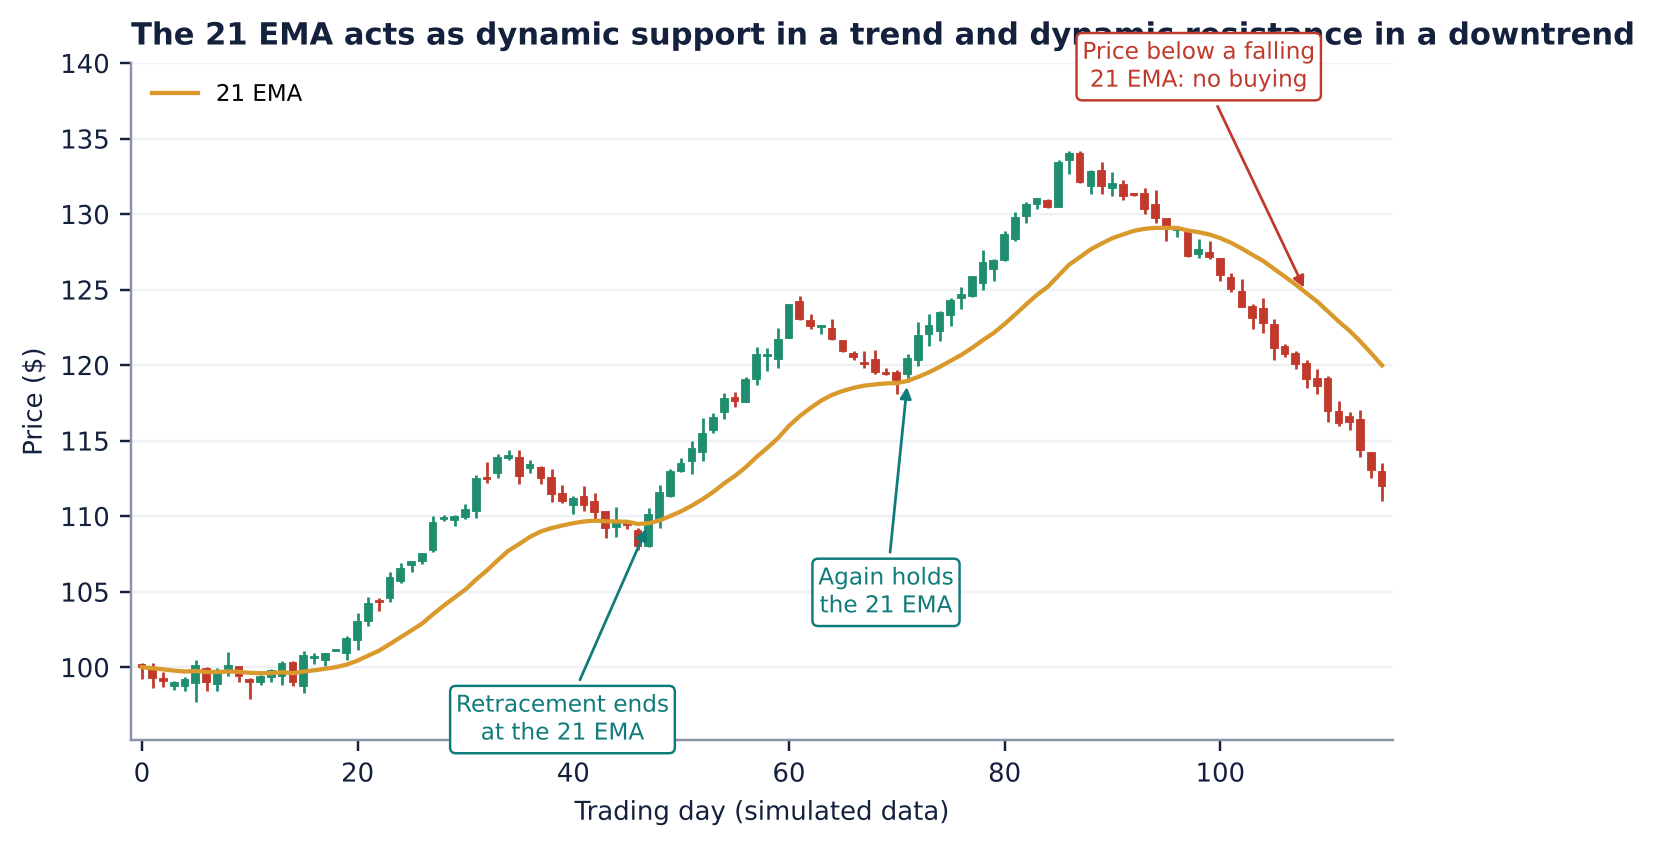 The 21 EMA acts as dynamic support in a trend and dynamic resistance in a downtrend
Price below a falling
21 EMA: no buying
21 EMA
140
135
130
125
120
115
110
105
100
Price ($)
Again holds
the 21 EMA
Retracement ends
at the 21 EMA
0
20
40
60
80
100
Trading day (simulated data)